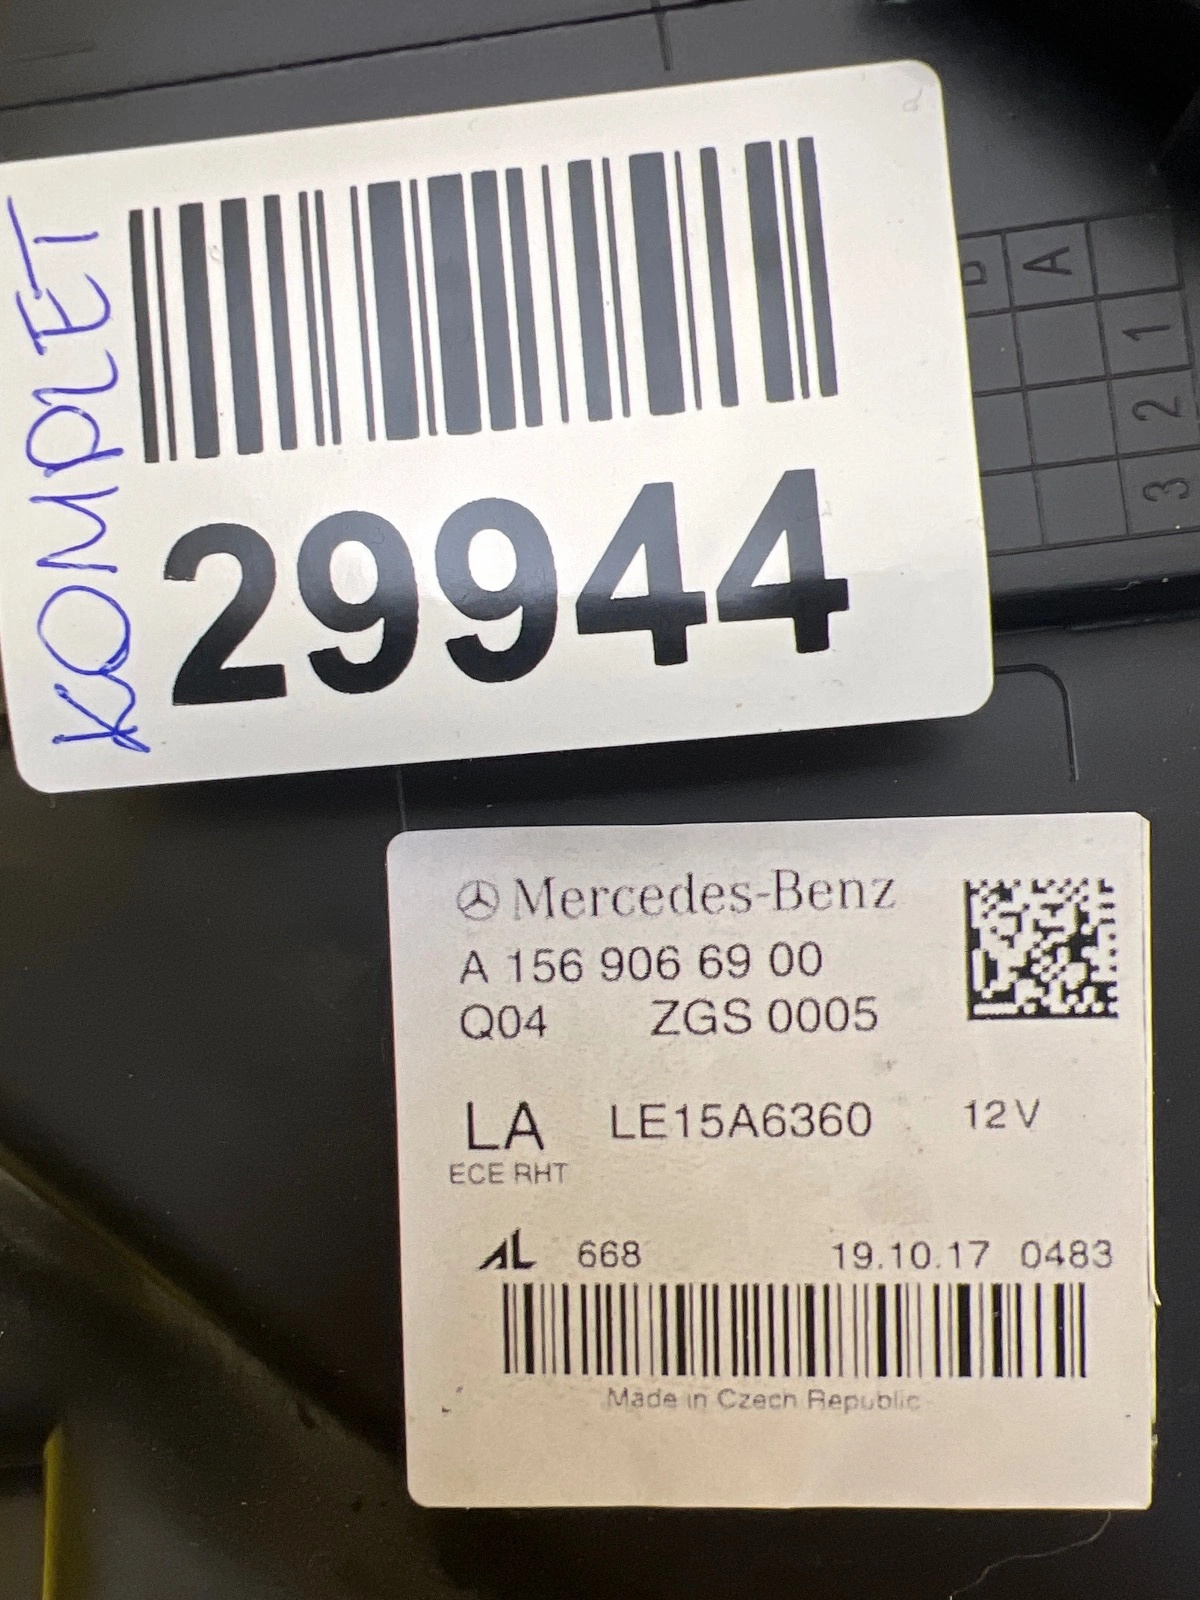 KOMPLET
29944
B A
1
2
3
Mercedes-Benz
A 156 906 69 00
Q04 ZGS 0005
LA LE15A6360 12V
ECE RHT
AL 668 19.10.17 0483
Made in Czech Republic